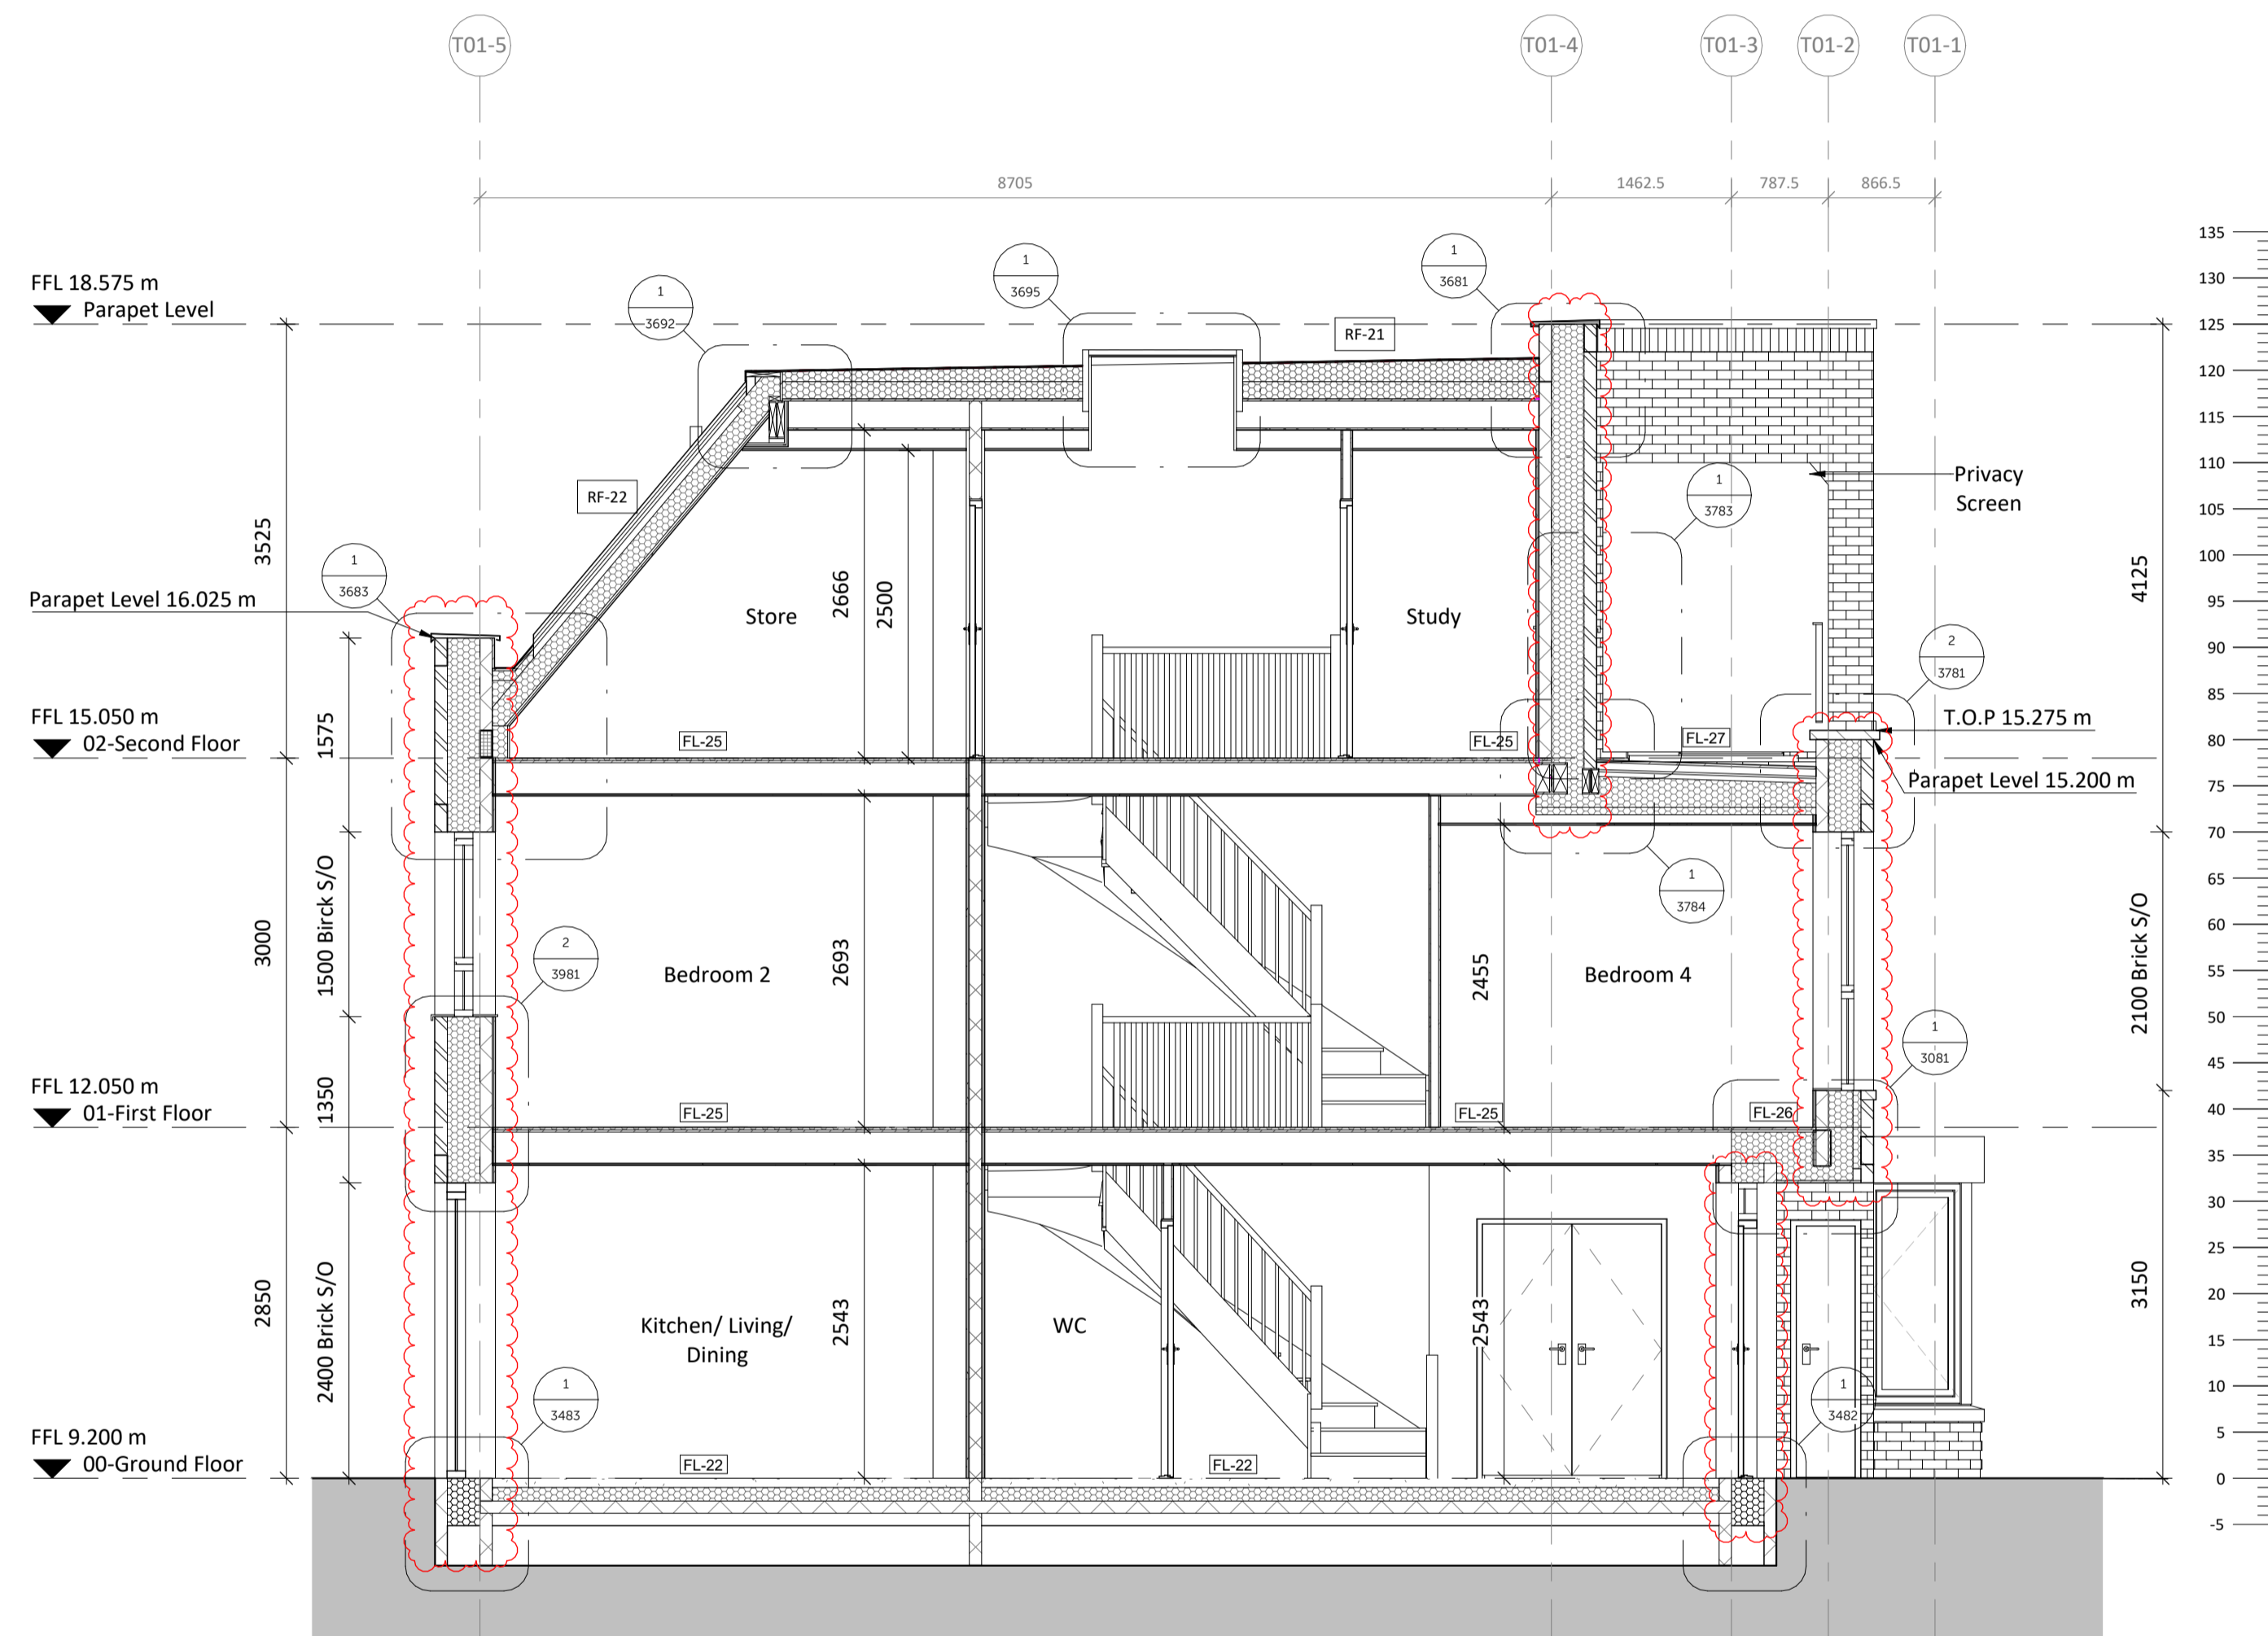 T01-5
T01-4
T01-3
T01-2
T01-1
8705
1462.5
787.5
866.5
FFL 18.575 m
Parapet Level
1
3692
1
3695
1
3681
RF-21
RF-22
Privacy
Screen
1
3783
3525
4125
1
3683
Parapet Level 16.025 m
Store
2666
2500
Study
2
3781
FFL 15.050 m
02-Second Floor
1575
FL-25
FL-25
FL-27
T.O.P 15.275 m
Parapet Level 15.200 m
1
3784
3000
1500 Birck S/O
2
3981
Bedroom 2
2693
2455
Bedroom 4
2100 Brick S/O
1
3081
FFL 12.050 m
01-First Floor
1350
FL-25
FL-25
FL-26
2850
2400 Brick S/O
Kitchen/ Living/
Dining
2543
WC
2543
3150
1
3483
1
3482
FFL 9.200 m
00-Ground Floor
FL-22
FL-22
135
130
125
120
115
110
105
100
95
90
85
80
75
70
65
60
55
50
45
40
35
30
25
20
15
10
5
0
-5